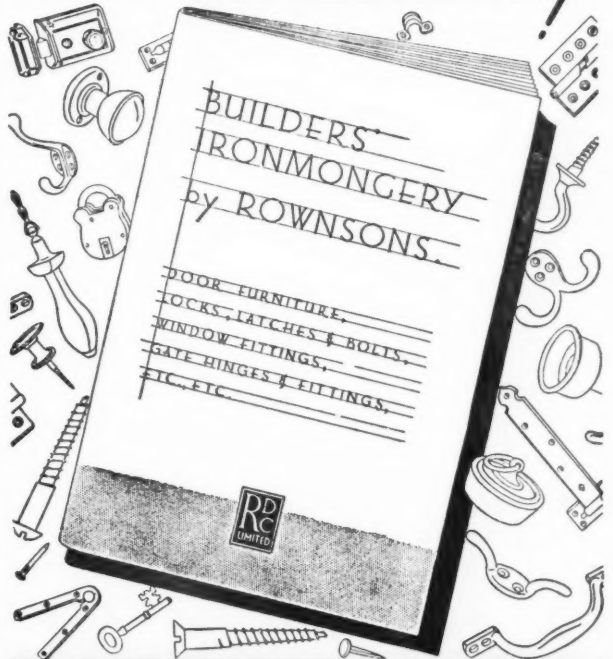 BUILDERS'
IRONMONGERY
by ROWNSONS.
DOOR FURNITURE,
LOCKS, LATCHES & BOLTS,
WINDOW FITTINGS,
GATE HINGES & FITTINGS,
ETC., ETC.
RDC
LIMITED